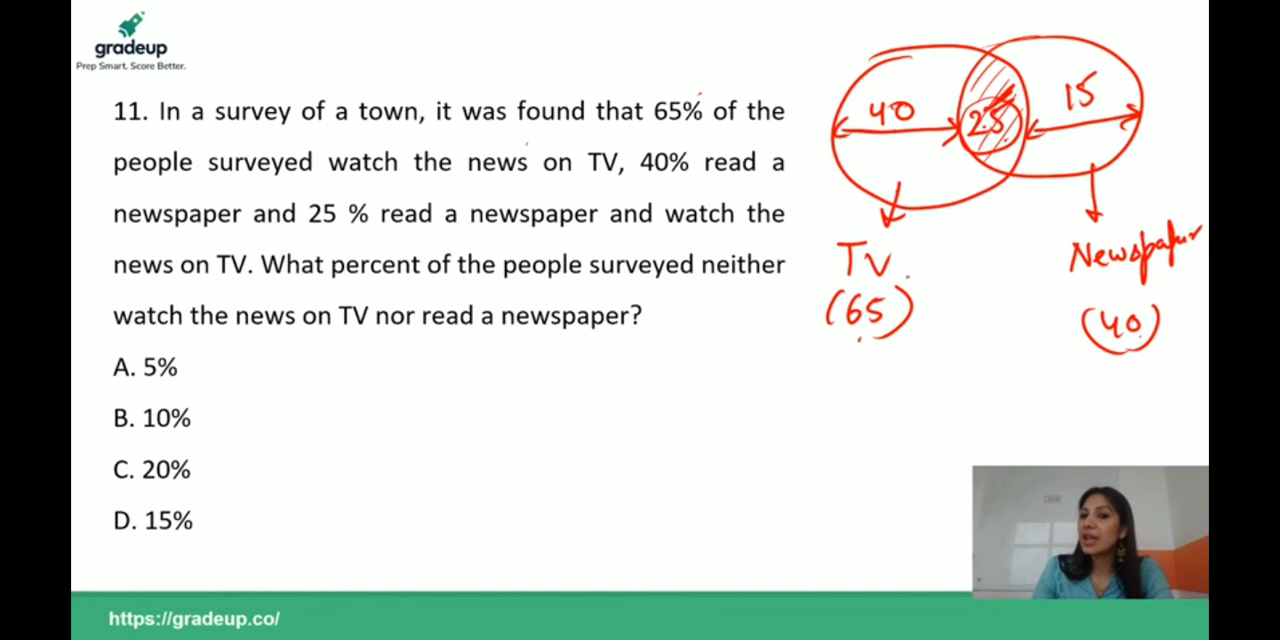 gradeup
Prep Smart. Score Better.
11. In a survey of a town, it was found that 65% of the
people surveyed watch the news on TV, 40% read a
newspaper and 25 % read a newspaper and watch the
news on TV. What percent of the people surveyed neither
watch the news on TV nor read a newspaper?
A. 5%
B. 10%
C. 20%
D. 15%
40
25
15
TV
(65)
Newspaper
(40)
https://gradeup.co/